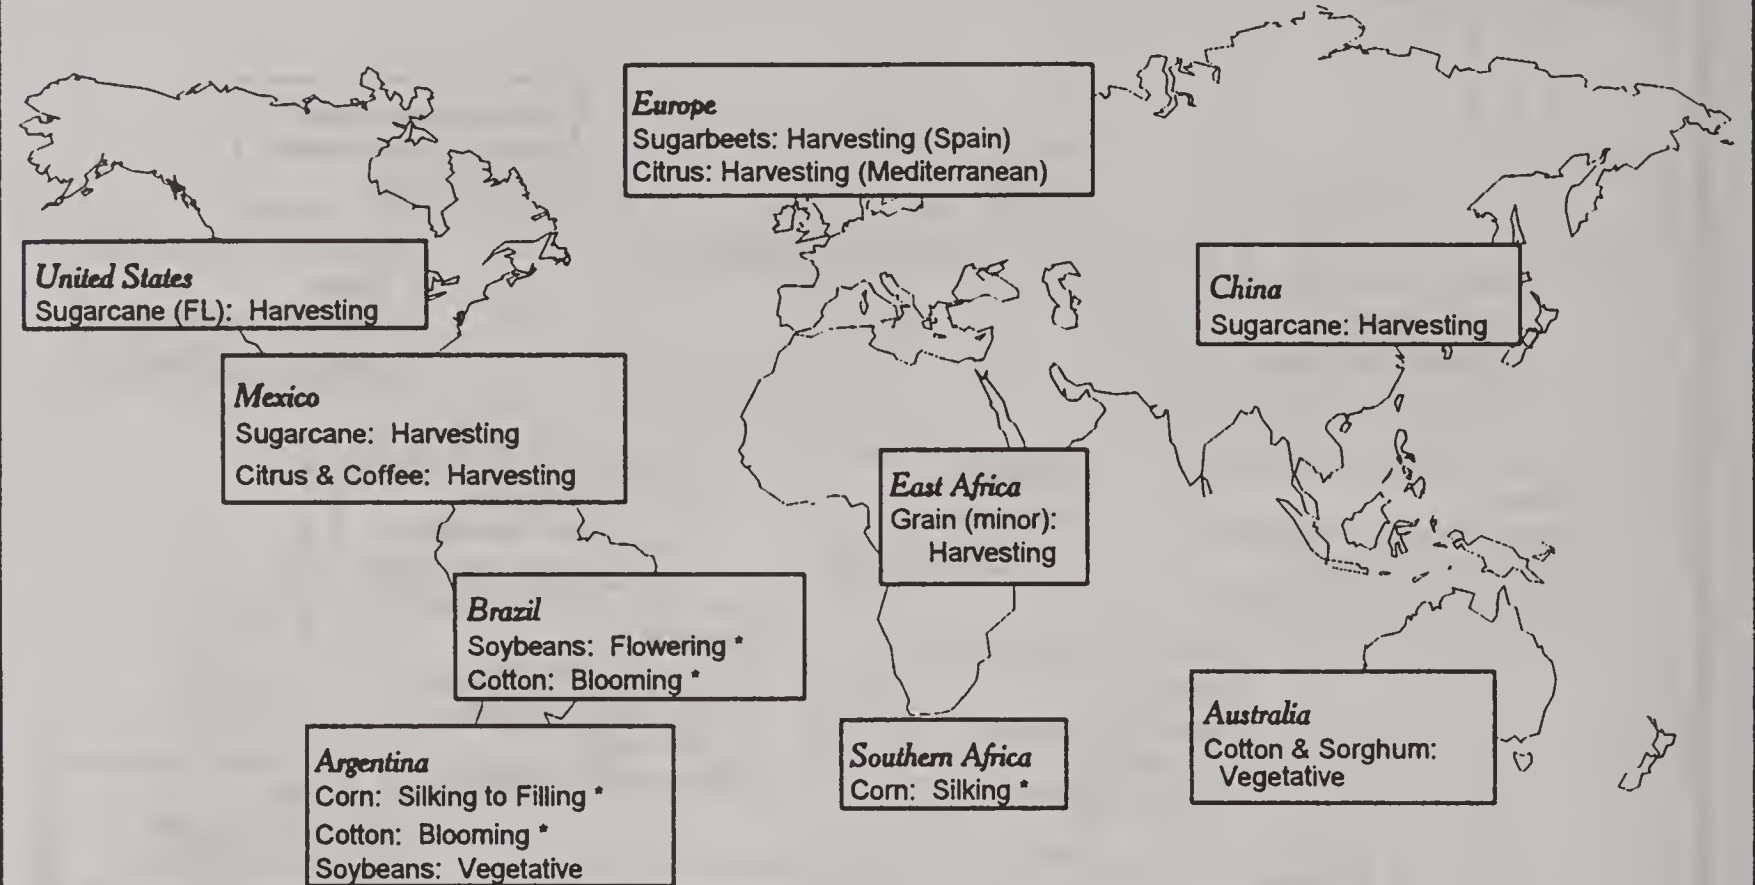 Europe
Sugarbeets: Harvesting (Spain)
Citrus: Harvesting (Mediterranean)
United States
Sugarcane (FL): Harvesting
China
Sugarcane: Harvesting
Mexico
Sugarcane: Harvesting
Citrus & Coffee: Harvesting
East Africa
Grain (minor):
Harvesting
Brazil
Soybeans: Flowering *
Cotton: Blooming *
Australia
Cotton & Sorghum:
Vegetative
Southern Africa
Corn: Silking *
Argentina
Corn: Silking to Filling *
Cotton: Blooming *
Soybeans: Vegetative